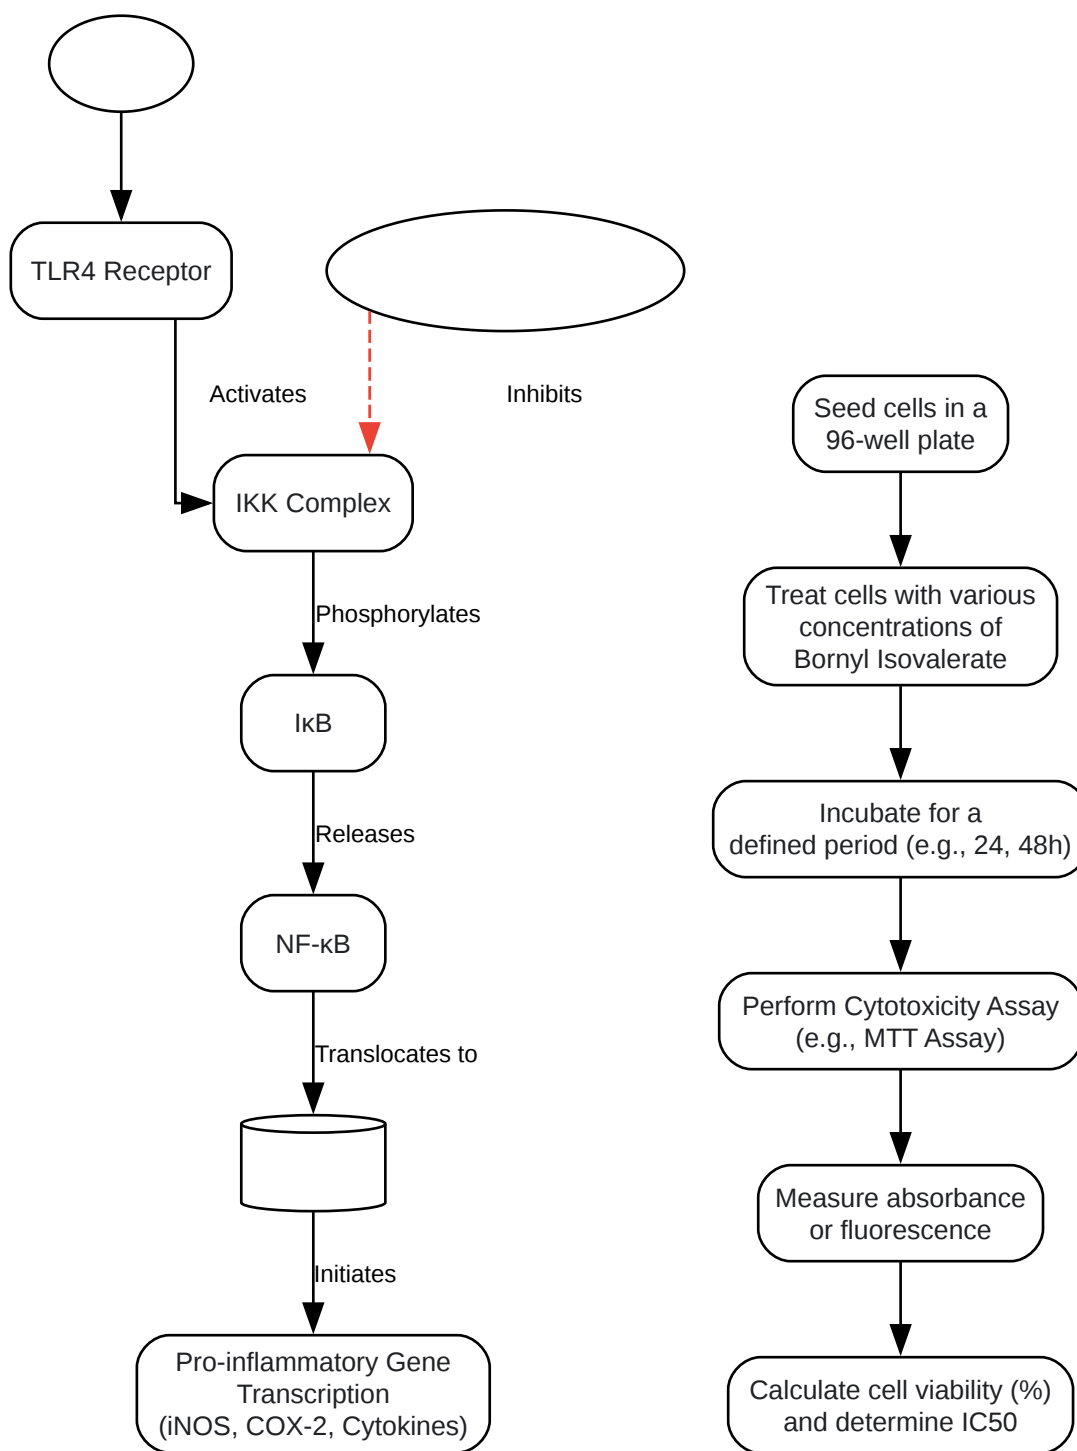 TLR4 Receptor
Activates
Inhibits
IKK Complex
Phosphorylates
IκB
Releases
NF-κB
Translocates to
Initiates
Pro-inflammatory Gene
Transcription
(iNOS, COX-2, Cytokines)
Seed cells in a
96-well plate
Treat cells with various
concentrations of
Bornyl Isovalerate
Incubate for a
defined period (e.g., 24, 48h)
Perform Cytotoxicity Assay
(e.g., MTT Assay)
Measure absorbance
or fluorescence
Calculate cell viability (%)
and determine IC50